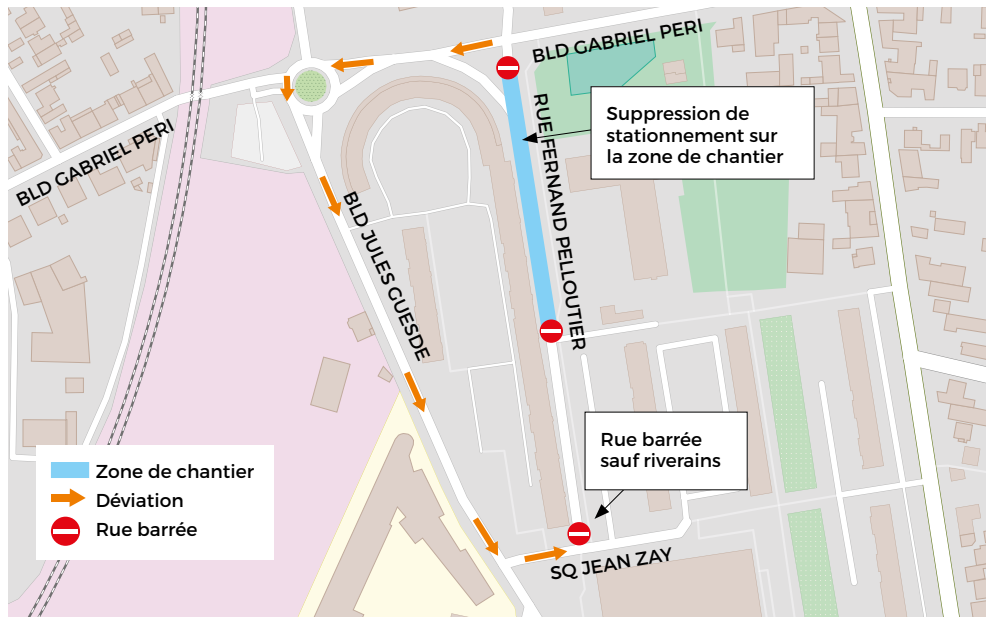 BLD GABRIEL PERI
Suppression de
stationnement sur
la zone de chantier
RUE FERNAND PELLOUTIER
BLD GABRIEL PERI
BLD JULES GUESDE
Rue barrée
sauf riverains
Zone de chantier
Déviation
Rue barrée
SQ JEAN ZAY